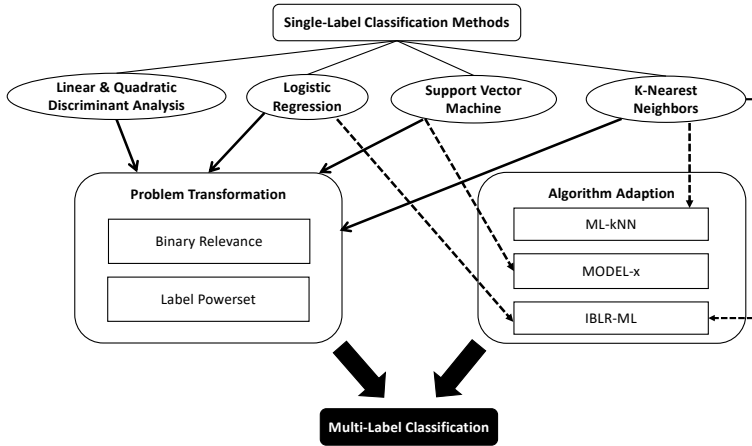 Single-Label Classification Methods
Linear & Quadratic
Discriminant Analysis
Logistic
Regression
Support Vector
Machine
K-Nearest
Neighbors
Problem Transformation
Binary Relevance
Label Powerset
Algorithm Adaption
ML-kNN
MODEL-x
IBLR-ML
Multi-Label Classification